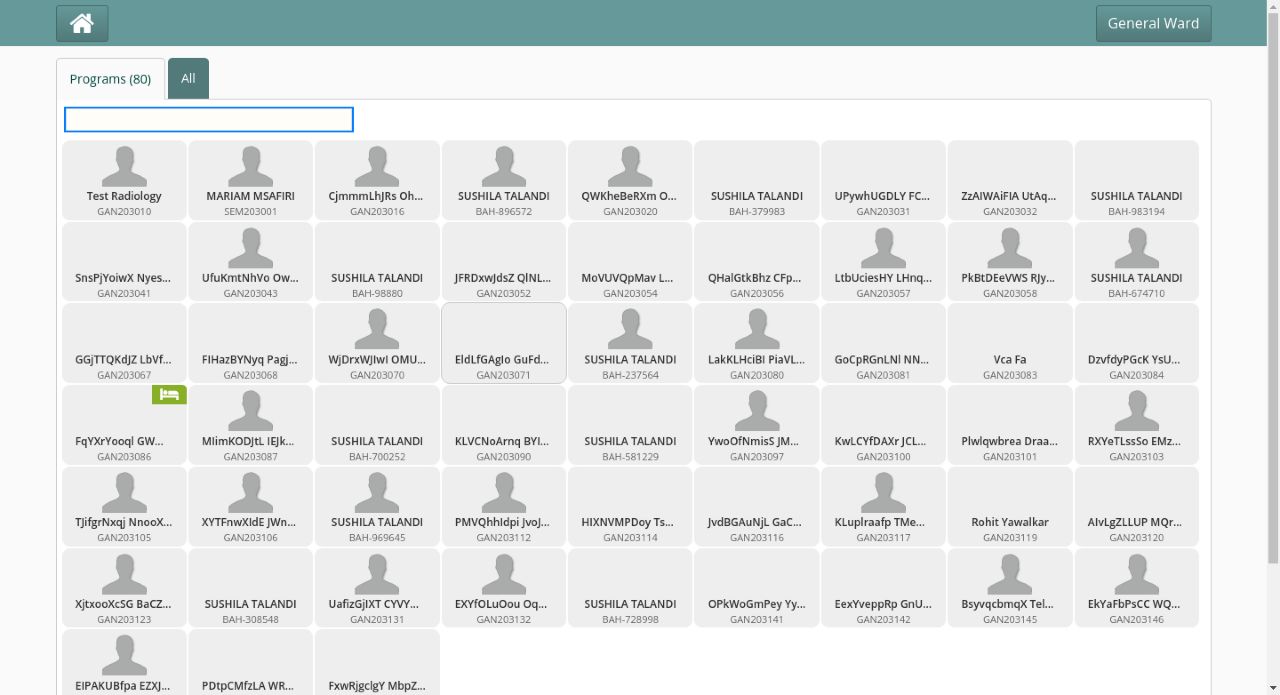 General Ward
Programs (80)
All
Test Radiology
GAN203010
MARIAM MSAFIRI
SEM203001
CjmmmLhJRs Oh...
GAN203016
SUSHILA TALANDI
BAH-896572
QWKheBeRXm O...
GAN203020
SUSHILA TALANDI
BAH-379983
UPywhUGDLY FC...
GAN203031
ZzAIWAiFIA UtAq...
GAN203032
SUSHILA TALANDI
BAH-983194
SnsPjYoiwX Nyes...
GAN203041
UfuKmtNhVo Ow...
GAN203043
SUSHILA TALANDI
BAH-98880
JFRDxwJdsZ QlNL...
GAN203052
MoVUVQpMav L...
GAN203054
QHalGtkBhz CFp...
GAN203056
LtbUciesHY LHnq...
GAN203057
PkBtDEeVWS RJy...
GAN203058
SUSHILA TALANDI
BAH-674710
GGjTTQKdJZ LbVf...
GAN203067
FIHazBYNyq Pagj...
GAN203068
WjDrxWJIwI OMU...
GAN203070
EldLfGAgIo GuFd...
GAN203071
SUSHILA TALANDI
BAH-237564
LakKLHciBI PiaVL...
GAN203080
GoCpRGnLNl NN...
GAN203081
Vca Fa
GAN203083
DzvfdyPGcK YsU...
GAN203084
FqYXrYooql GW...
GAN203086
MlimKODJtL IEJk...
GAN203087
SUSHILA TALANDI
BAH-700252
KLVCNoArnq BYI...
GAN203090
SUSHILA TALANDI
BAH-581229
YwoOfNmisS JM...
GAN203097
KwLCYfDAXr JCL...
GAN203100
Plwlqwbrea Draa...
GAN203101
RXYeTLssSo EMz...
GAN203103
TJifgrNxqj NnooX...
GAN203105
XYTFnwXIdE JWn...
GAN203106
SUSHILA TALANDI
BAH-969645
PMVQhhIdpi JvoJ...
GAN203112
HIXNVMPDoy Ts...
GAN203114
JvdBGAuNjL GaC...
GAN203116
KLuplraafp TMe...
GAN203117
Rohit Yawalkar
GAN203119
AIvLgZLLUP MQr...
GAN203120
XjtxooXcSG BaCZ...
GAN203123
SUSHILA TALANDI
BAH-308548
UafizGjIXT CYVY...
GAN203131
EXYfOLuOou Oq...
GAN203132
SUSHILA TALANDI
BAH-728998
OPkWoGmPey Yy...
GAN203141
EexYveppRp GnU...
GAN203142
BsyvqcbmqX Tel...
GAN203145
EkYaFbPsCC WQ...
GAN203146
EIPAKUBfpa EZXJ...
PDtpCMfzLA WR...
FxwRjgclgY MbpZ...